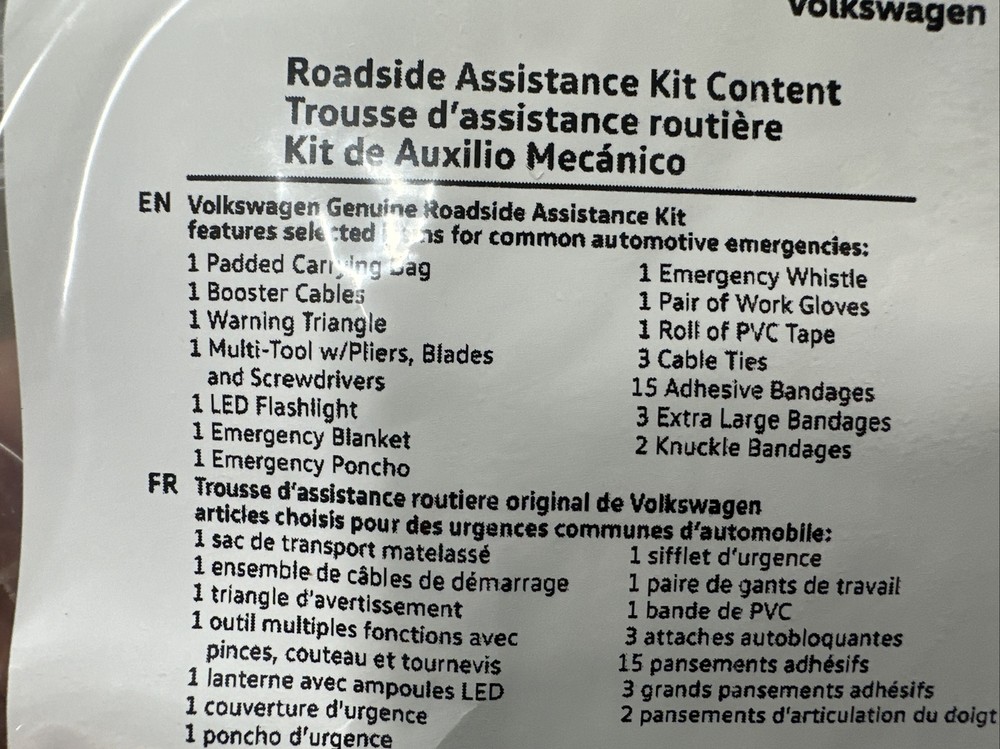 Volkswagen
Roadside Assistance Kit Content
Trousse d'assistance routière
Kit de Auxilio Mecánico
EN Volkswagen Genuine Roadside Assistance Kit
features selected for common automotive emergencies:
1 Padded Carrying Bag
1 Booster Cables
1 Warning Triangle
1 Multi-Tool w/Pliers, Blades
and Screwdrivers
1 LED Flashlight
1 Emergency Blanket
1 Emergency Poncho
1 Emergency Whistle
1 Pair of Work Gloves
1 Roll of PVC Tape
3 Cable Ties
15 Adhesive Bandages
3 Extra Large Bandages
2 Knuckle Bandages
FR Trousse d'assistance routiere original de Volkswagen
articles choisis pour des urgences communes d'automobile:
1 sac de transport matelassé
1 ensemble de câbles de démarrage
1 triangle d'avertissement
1 outil multiples fonctions avec
pinces, couteau et tournevis
1 lanterne avec ampoules LED
1 couverture d'urgence
1 poncho d'urgence
1 sifflet d'urgence
1 paire de gants de travail
1 bande de PVC
3 attaches autobloquantes
15 pansements adhésifs
3 grands pansements adhésifs
2 pansements d'articulation du doigt